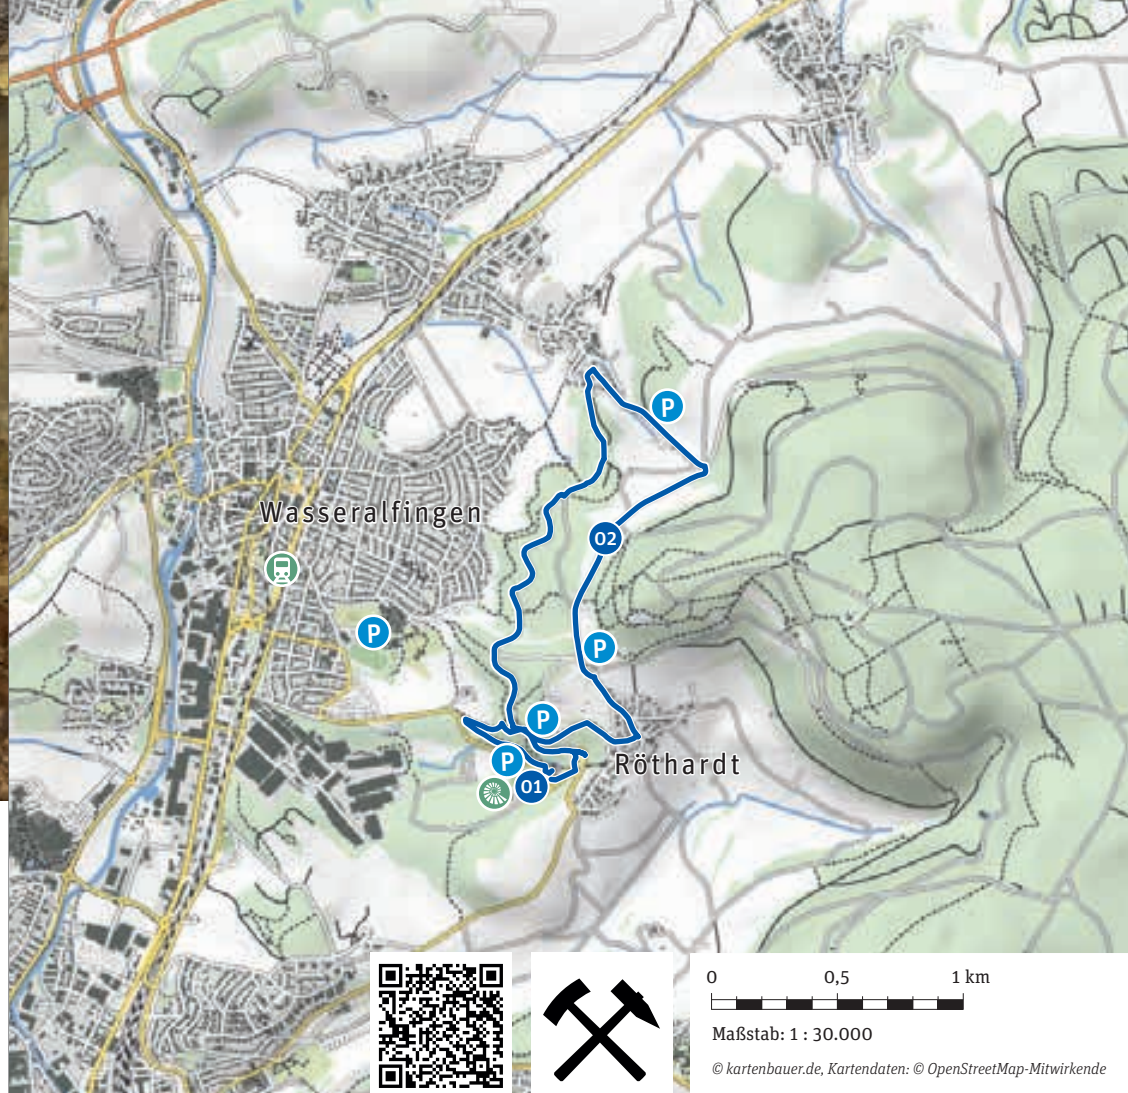 P
02
Wasseralfingen
P
P
P
P
Röthardt
01
0 0,5 1 km
Maßstab: 1 : 30.000
© kartenbauer.de, Kartendaten: © OpenStreetMap-Mitwirkende